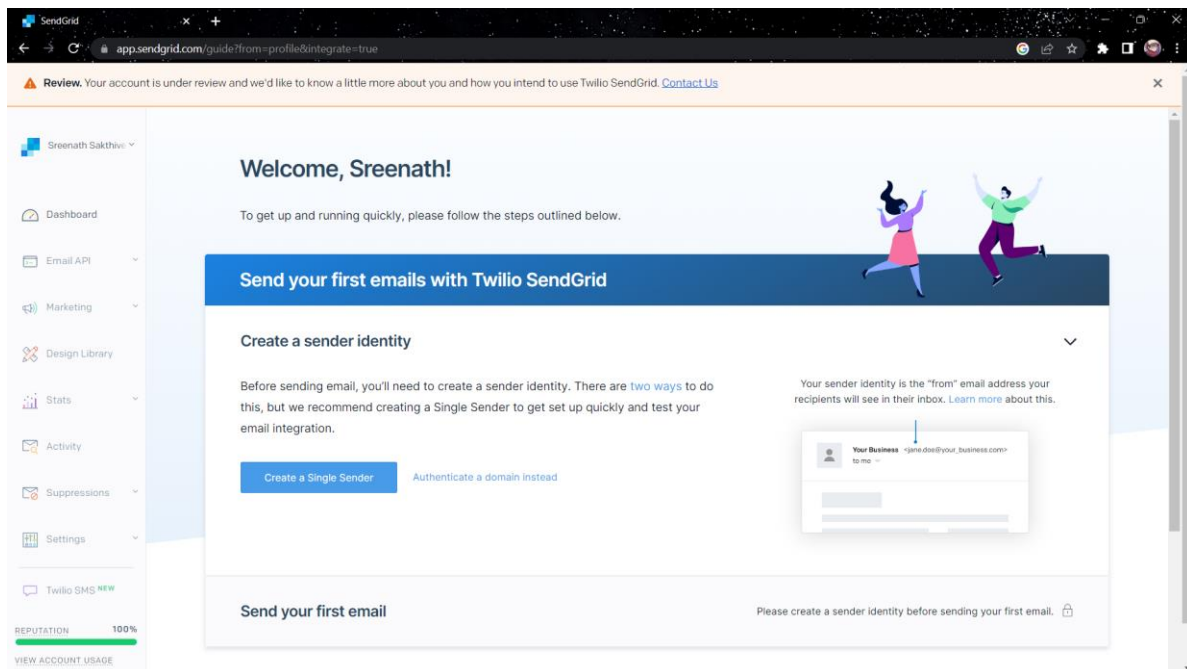 SendGrid
app.sendgrid.com/guide?from=profile&integrate=true
Review. Your account is under review and we'd like to know a little more about you and how you intend to use Twilio SendGrid. Contact Us
Sreenath Sakthive
Dashboard
Email API
Marketing
Design Library
Stats
Activity
Suppressions
Settings
Twilio SMS NEW
REPUTATION 100%
VIEW ACCOUNT USAGE
Welcome, Sreenath!
To get up and running quickly, please follow the steps outlined below.
Send your first emails with Twilio SendGrid
Create a sender identity
Before sending email, you'll need to create a sender identity. There are two ways to do
this, but we recommend creating a Single Sender to get set up quickly and test your
email integration.
Create a Single Sender Authenticate a domain instead
Your sender identity is the "from" email address your
recipients will see in their inbox. Learn more about this.
Your Business <jane.doe@your_business.com>
to me
Send your first email
Please create a sender identity before sending your first email.